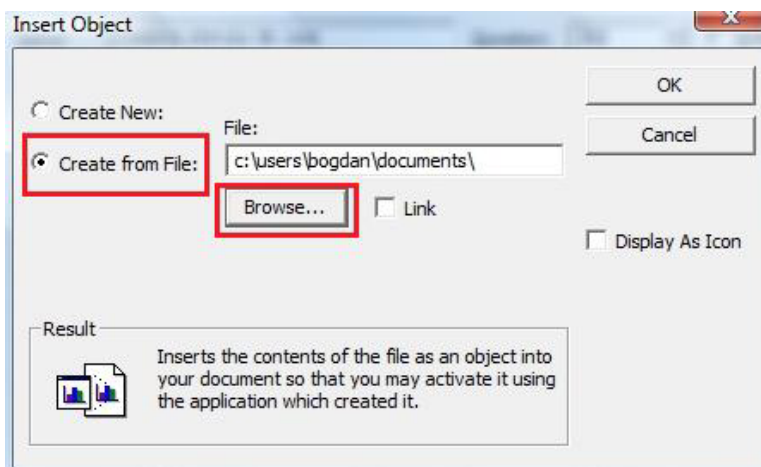 Insert Object
OK
Create New:
File:
Cancel
Create from File:
c:\users\bogdan\documents\
Browse...
Link
Display As Icon
Result
Inserts the contents of the file as an object into
your document so that you may activate it using
the application which created it.